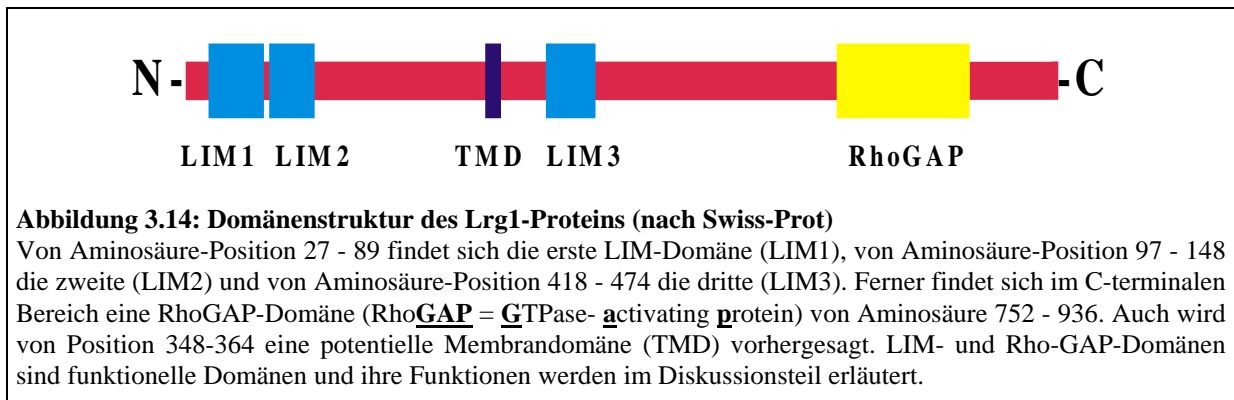 N - -C
LIM1 LIM2 TMD LIM3 RhoGAP
Abbildung 3.14: Domänenstruktur des Lrg1-Proteins (nach Swiss-Prot)
Von Aminosäure-Position 27 - 89 findet sich die erste LIM-Domäne (LIM1), von Aminosäure-Position 97 - 148
die zweite (LIM2) und von Aminosäure-Position 418 - 474 die dritte (LIM3). Ferner findet sich im C-terminalen
Bereich eine RhoGAP-Domäne (RhoGAP = GTPase- activating protein) von Aminosäure 752 - 936. Auch wird
von Position 348-364 eine potentielle Membrandomäne (TMD) vorhergesagt. LIM- und Rho-GAP-Domänen
sind funktionelle Domänen und ihre Funktionen werden im Diskussionsteil erläutert.